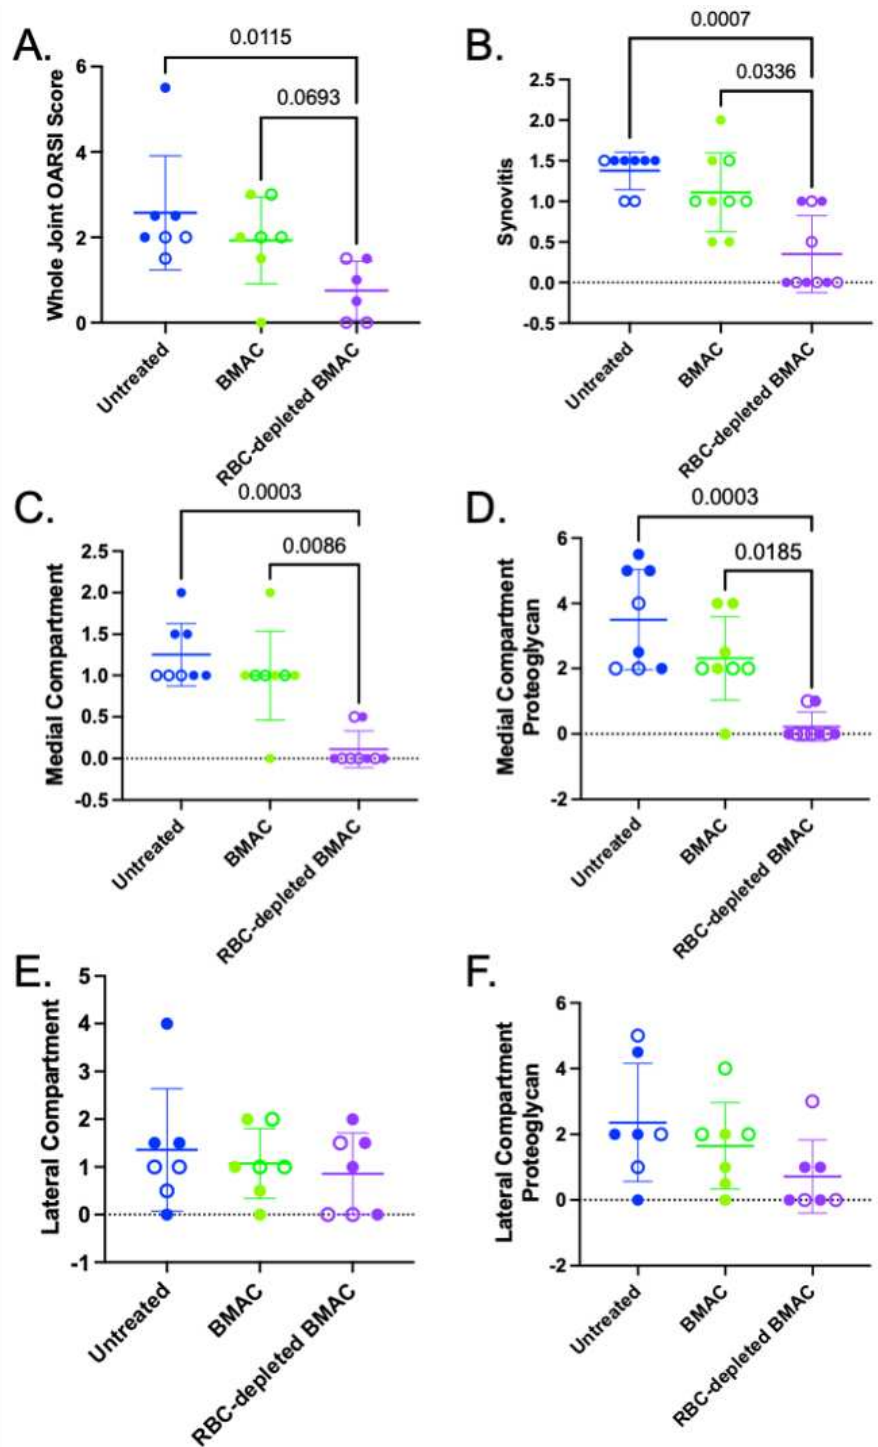 A.
0.0115
0.0693
Whole Joint OARSI Score
6
4
2
0
Untreated
BMAC
RBC-depleted BMAC
B.
0.0007
0.0336
Synovitis
2.5
2.0
1.5
1.0
0.5
0.0
-0.5
Untreated
BMAC
RBC-depleted BMAC
C.
0.0003
0.0086
Medial Compartment
2.5
2.0
1.5
1.0
0.5
0.0
-0.5
Untreated
BMAC
RBC-depleted BMAC
D.
0.0003
0.0185
Medial Compartment
Proteoglycan
6
4
2
0
-2
Untreated
BMAC
RBC-depleted BMAC
E.
Lateral Compartment
5
4
3
2
1
0
-1
Untreated
BMAC
RBC-depleted BMAC
F.
Lateral Compartment
Proteoglycan
6
4
2
0
-2
Untreated
BMAC
RBC-depleted BMAC